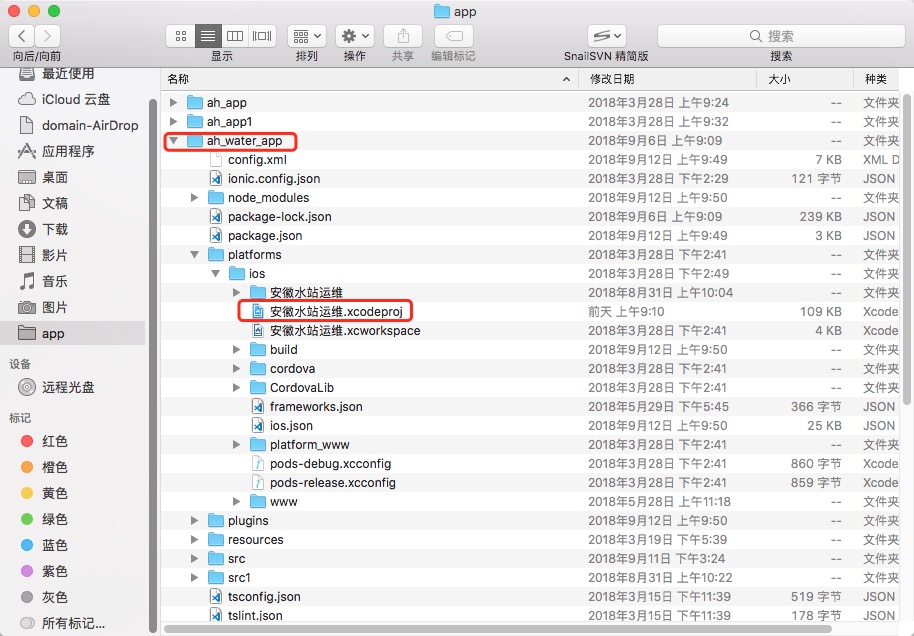 app
向后/向前
显示
排列
操作
共享
编辑标记
SnailSVN 精简版
搜索
搜索
最近使用
iCloud 云盘
domain-AirDrop
应用程序
桌面
文稿
下载
影片
音乐
图片
app
设备
远程光盘
标记
红色
橙色
黄色
绿色
蓝色
紫色
灰色
所有标记...
名称 修改日期 大小 种类
ah_app 2018年3月28日 上午9:24 -- 文件夹
ah_app1 2018年3月28日 上午9:32 -- 文件夹
ah_water_app 2018年9月6日 上午9:09 -- 文件夹
config.xml 2018年9月12日 上午9:49 7 KB XML D
ionic.config.json 2018年3月28日 下午2:29 121 字节 JSON
node_modules 2018年9月12日 上午9:50 -- 文件夹
package-lock.json 2018年9月6日 上午9:09 239 KB JSON
package.json 2018年9月12日 上午9:49 3 KB JSON
platforms 2018年3月28日 下午2:41 -- 文件夹
ios 2018年3月28日 下午2:49 -- 文件夹
安徽水站运维 2018年8月31日 上午10:04 -- 文件夹
安徽水站运维.xcodeproj 前天 上午9:10 109 KB Xcode
安徽水站运维.xcworkspace 2018年3月28日 下午2:41 4 KB Xcode
build 2018年9月12日 上午9:50 -- 文件夹
cordova 2018年3月28日 下午2:41 -- 文件夹
CordovaLib 2018年3月28日 下午2:41 -- 文件夹
frameworks.json 2018年5月29日 下午5:45 366 字节 JSON
ios.json 2018年9月12日 上午9:50 25 KB JSON
platform_www 2018年3月28日 下午2:41 -- 文件夹
pods-debug.xcconfig 2018年3月28日 下午2:41 860 字节 Xcode
pods-release.xcconfig 2018年3月28日 下午2:41 859 字节 Xcode
www 2018年5月28日 上午11:18 -- 文件夹
plugins 2018年9月12日 上午9:50 -- 文件夹
resources 2018年3月19日 下午5:39 -- 文件夹
src 2018年9月11日 下午3:24 -- 文件夹
src1 2018年8月31日 上午10:22 -- 文件夹
tsconfig.json 2018年3月15日 下午11:39 519 字节 JSON
tslint.json 2018年3月15日 下午11:39 178 字节 JSON